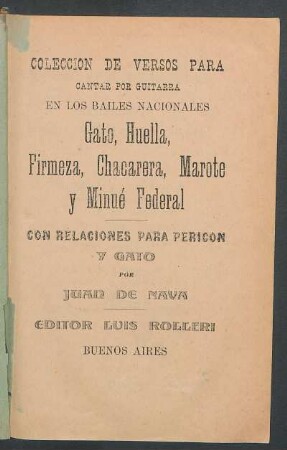 COLECCION DE VERSOS PARA
CANTAR POR GUITARRA
EN LOS BAILES NACIONALES
Gato, Huella,
Firmeza, Chacarera, Marote
y Minué Federal
CON RELACIONES PARA PERICON
Y GATO
POR
JUAN DE NAVA
EDITOR LUIS ROLLERI
BUENOS AIRES